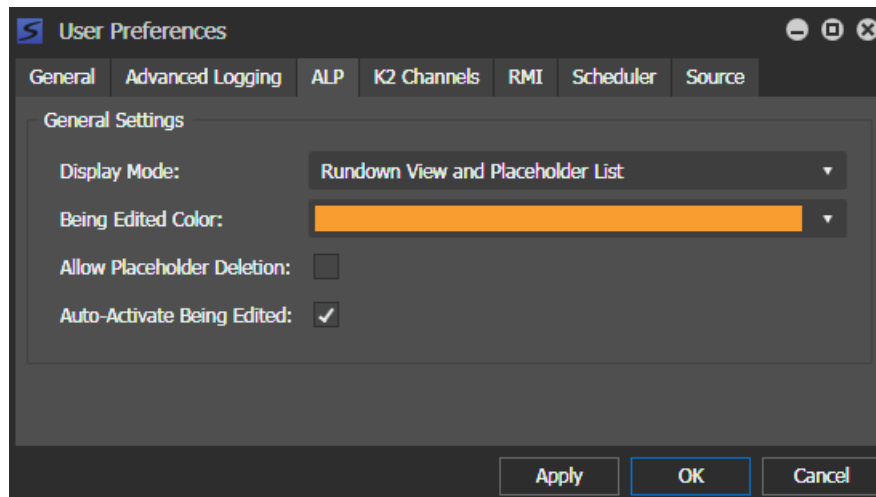 User Preferences
General Advanced Logging ALP K2 Channels RMI Scheduler Source
General Settings
Display Mode: Rundown View and Placeholder List
Being Edited Color:
Allow Placeholder Deletion:
Auto-Activate Being Edited:
Apply OK Cancel